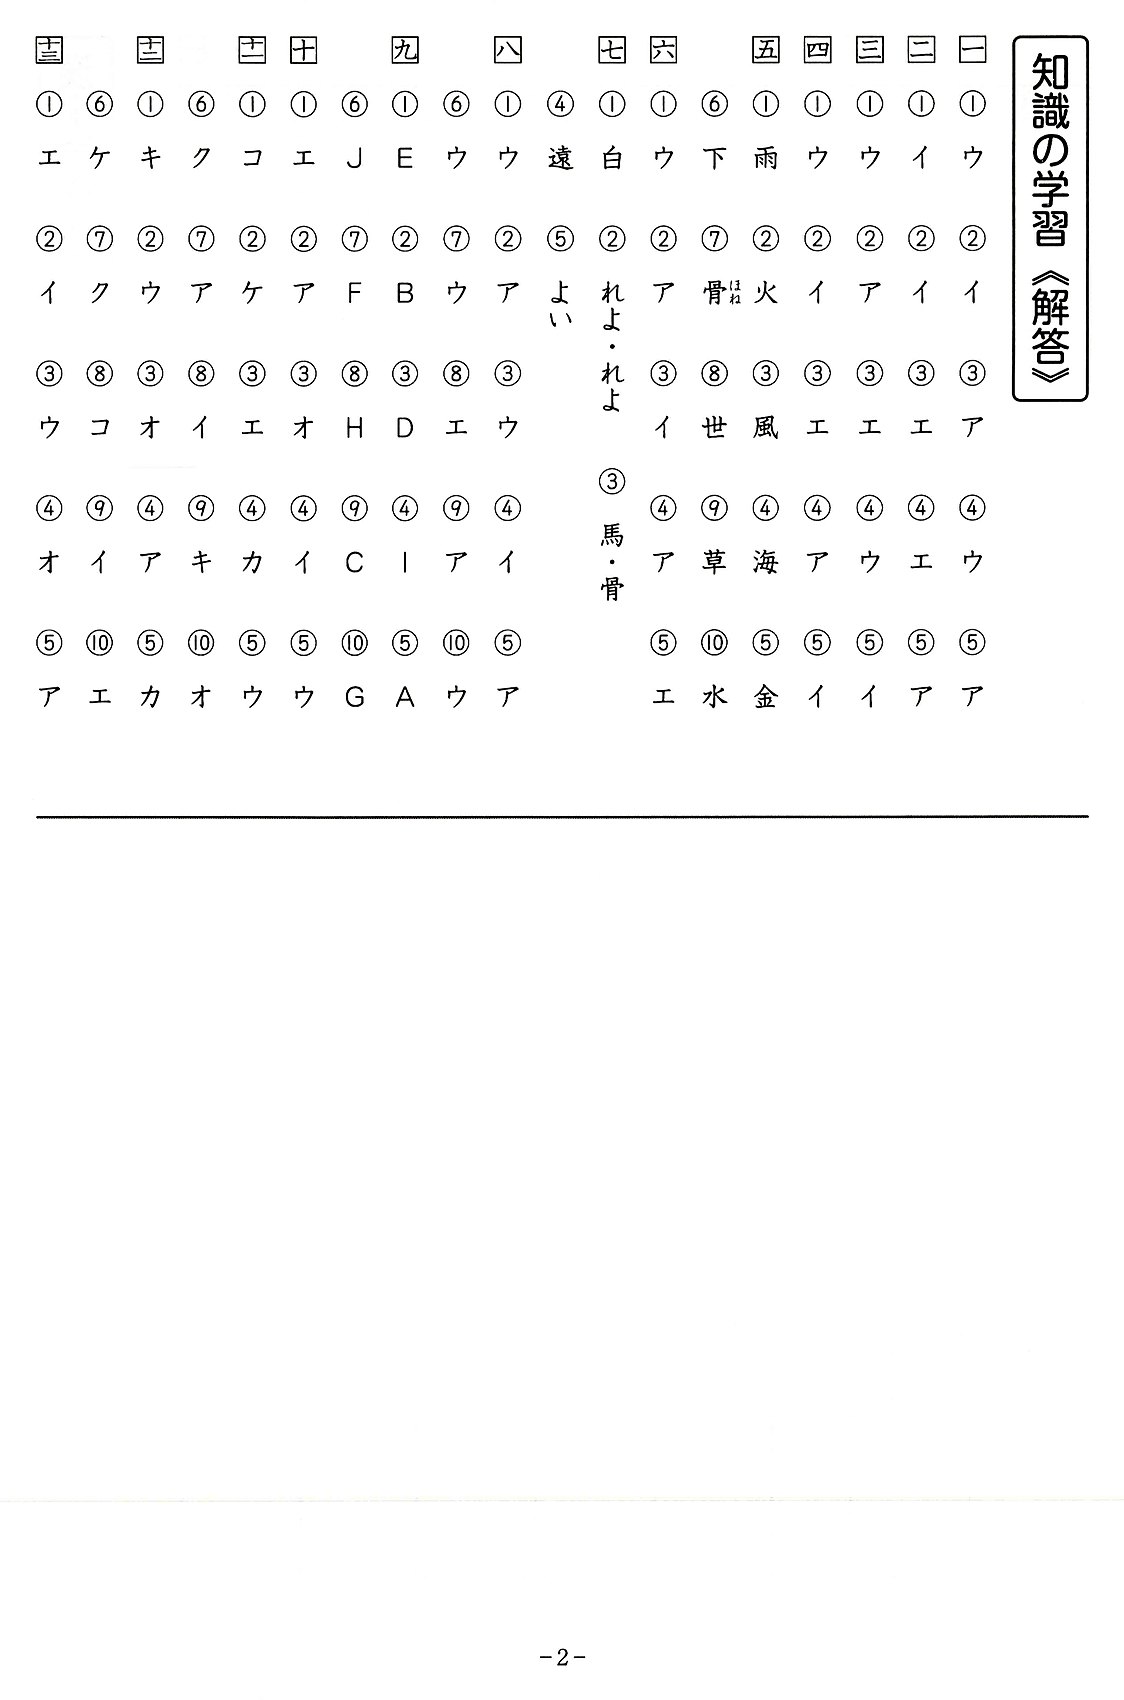 知識の学習《解答》
一 ①ウ ②イ ③ア ④ウ ⑤ア
二 ①イ ②イ ③エ ④エ ⑤ア
三 ①ウ ②ア ③エ ④ウ ⑤イ
四 ①ウ ②イ ③エ ④ア ⑤イ
五 ①雨 ②火 ③風 ④海 ⑤金
⑥下 ⑦骨ほね ⑧世 ⑨草 ⑩水
六 ①ウ ②ア ③イ ④ア ⑤エ
七 ①白 ②れよ・れよ ③馬・骨
④遠 ⑤よい
八 ①ウ ②ア ③ウ ④イ ⑤ア
⑥ウ ⑦ウ ⑧エ ⑨ア ⑩ウ
九 ①E ②B ③D ④I ⑤A
⑥J ⑦F ⑧H ⑨C ⑩G
十 ①エ ②ア ③オ ④イ ⑤ウ
十一 ①コ ②ケ ③エ ④カ ⑤ウ
⑥ク ⑦ア ⑧イ ⑨キ ⑩オ
十二 ①キ ②ウ ③オ ④ア ⑤カ
⑥ケ ⑦ク ⑧コ ⑨イ ⑩エ
十三 ①エ ②イ ③ウ ④オ ⑤ア
-2-